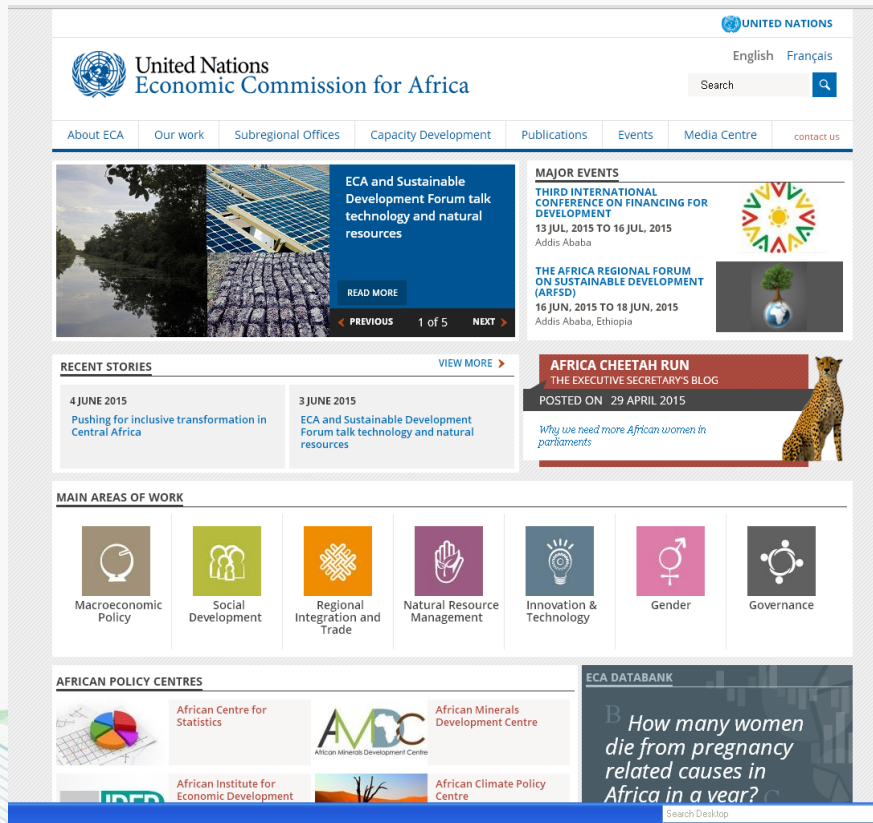 UNITED NATIONS
English Français
United Nations
Economic Commission for Africa
Search
About ECA Our work Subregional Offices Capacity Development Publications Events Media Centre contact us
ECA and Sustainable
Development Forum talk
technology and natural
resources
READ MORE
PREVIOUS 1 of 5 NEXT
MAJOR EVENTS
THIRD INTERNATIONAL
CONFERENCE ON FINANCING FOR
DEVELOPMENT
13 JUL, 2015 TO 16 JUL, 2015
Addis Ababa
THE AFRICA REGIONAL FORUM
ON SUSTAINABLE DEVELOPMENT
(ARFSD)
16 JUN, 2015 TO 18 JUN, 2015
Addis Ababa, Ethiopia
RECENT STORIES
VIEW MORE
4 JUNE 2015
Pushing for inclusive transformation in
Central Africa
3 JUNE 2015
ECA and Sustainable Development
Forum talk technology and natural
resources
AFRICA CHEETAH RUN
THE EXECUTIVE SECRETARY'S BLOG
POSTED ON 29 APRIL 2015
Why we need more African women in
parliaments
MAIN AREAS OF WORK
Macroeconomic
Policy
Social
Development
Regional
Integration and
Trade
Natural Resource
Management
Innovation &
Technology
Gender
Governance
AFRICAN POLICY CENTRES
African Centre for
Statistics
AMDC
African Minerals Development Centre
African Minerals
Development Centre
African Institute for
Economic Development
IDEP
African Climate Policy
Centre
ECA DATABANK
B
How many women
die from pregnancy
related causes in
Africa in a year?
C
Search Desktop